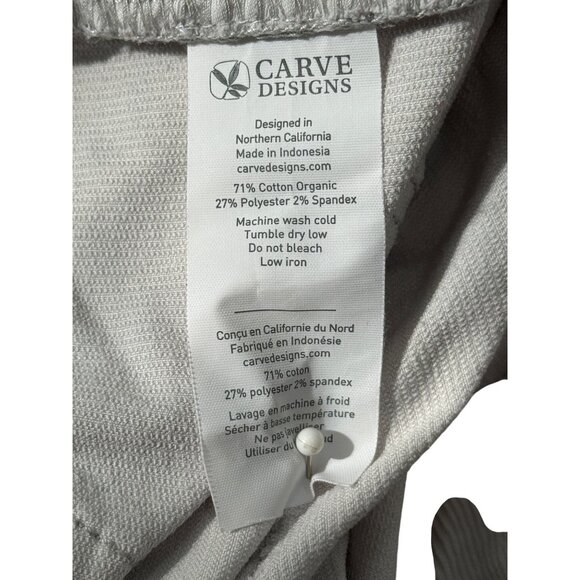 CARVE
DESIGNS
Designed in
Northern California
Made in Indonesia
carvedesigns.com
71% Cotton Organic
27% Polyester 2% Spandex
Machine wash cold
Tumble dry low
Do not bleach
Low iron
Conçu en Californie du Nord
Fabriqué en Indonésie
carvedesigns.com
71% coton
27% polyester 2% spandex
Lavage en machine à froid
Sécher à basse température
Ne pas
Utiliser